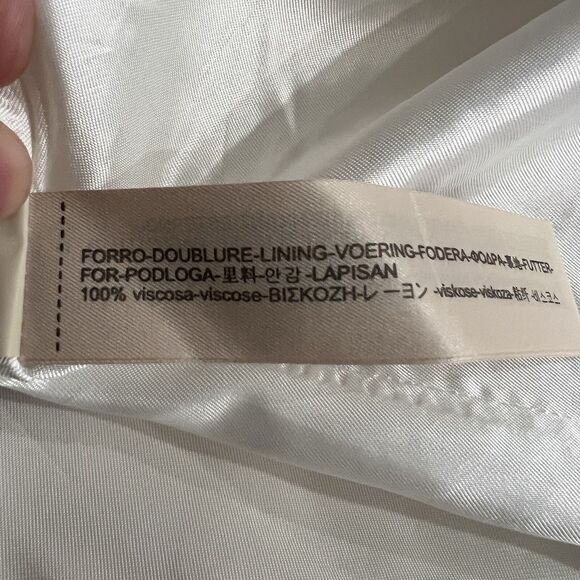 FORRO-DOUBLURE-LINING-VOERING-FODERA-ΦΟΔΡΑ-裏地-FUTTER-
FOR-PODLOGA-里料-안감-LAPISAN
100% viscosa-viscose-ΒΙΣΚΟΖΗ-レーヨン-viskose-viskoza-粘纤-비스코스